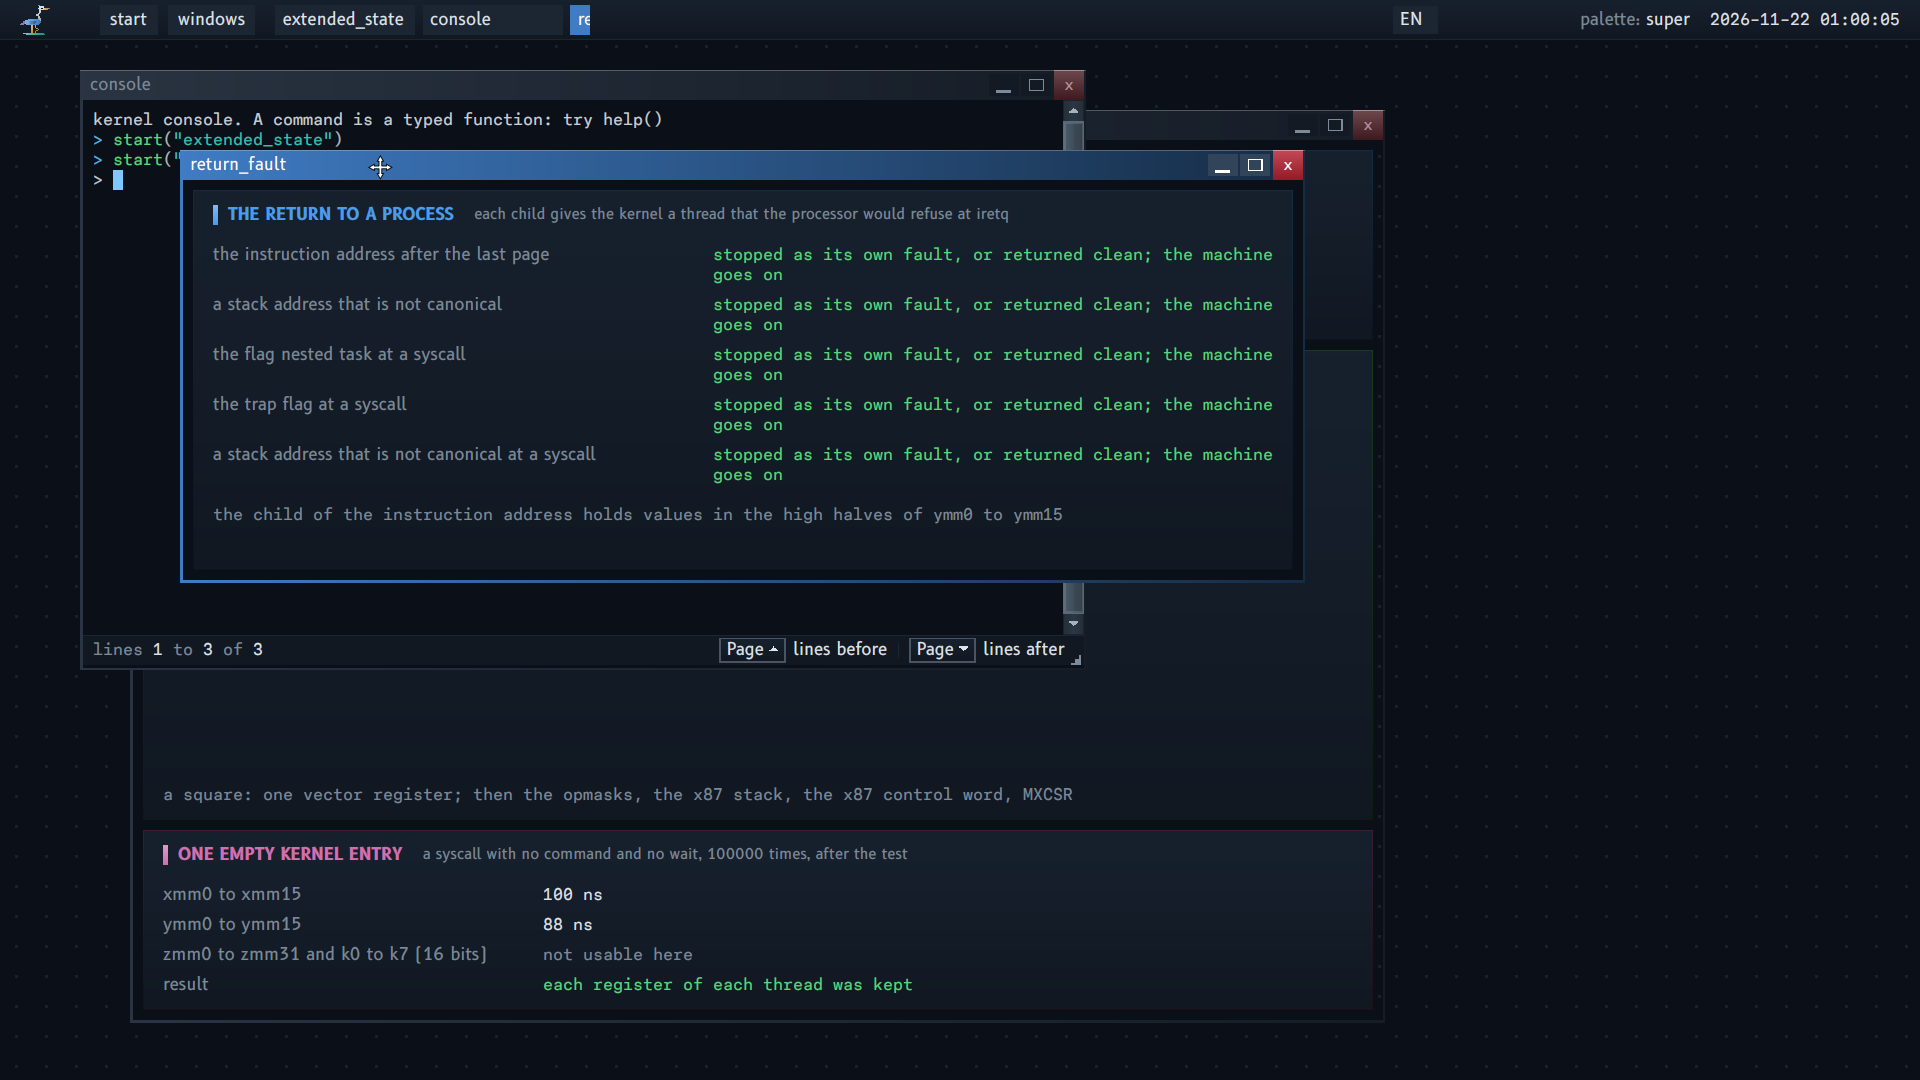 start windows extended_state console re EN palette: super 2026-11-22 01:00:05
console
kernel console. A command is a typed function: try help()
> start("extended_state")
> start("
>
return_fault
THE RETURN TO A PROCESS each child gives the kernel a thread that the processor would refuse at iretq
the instruction address after the last page stopped as its own fault, or returned clean; the machine
goes on
a stack address that is not canonical stopped as its own fault, or returned clean; the machine
goes on
the flag nested task at a syscall stopped as its own fault, or returned clean; the machine
goes on
the trap flag at a syscall stopped as its own fault, or returned clean; the machine
goes on
a stack address that is not canonical at a syscall stopped as its own fault, or returned clean; the machine
goes on
the child of the instruction address holds values in the high halves of ymm0 to ymm15
lines 1 to 3 of 3 Page lines before Page lines after
a square: one vector register; then the opmasks, the x87 stack, the x87 control word, MXCSR
ONE EMPTY KERNEL ENTRY a syscall with no command and no wait, 100000 times, after the test
xmm0 to xmm15 100 ns
ymm0 to ymm15 88 ns
zmm0 to zmm31 and k0 to k7 (16 bits) not usable here
result each register of each thread was kept